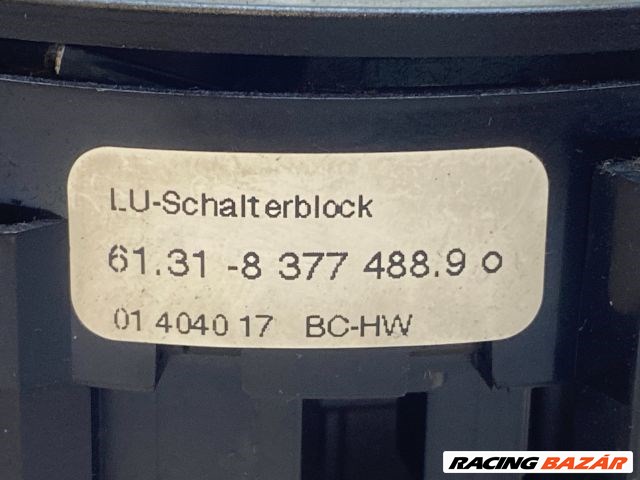 LU-Schalterblock
61.31 -8 377 488.9 o
01 4040 17 BC-HW
RACING BAZÁR